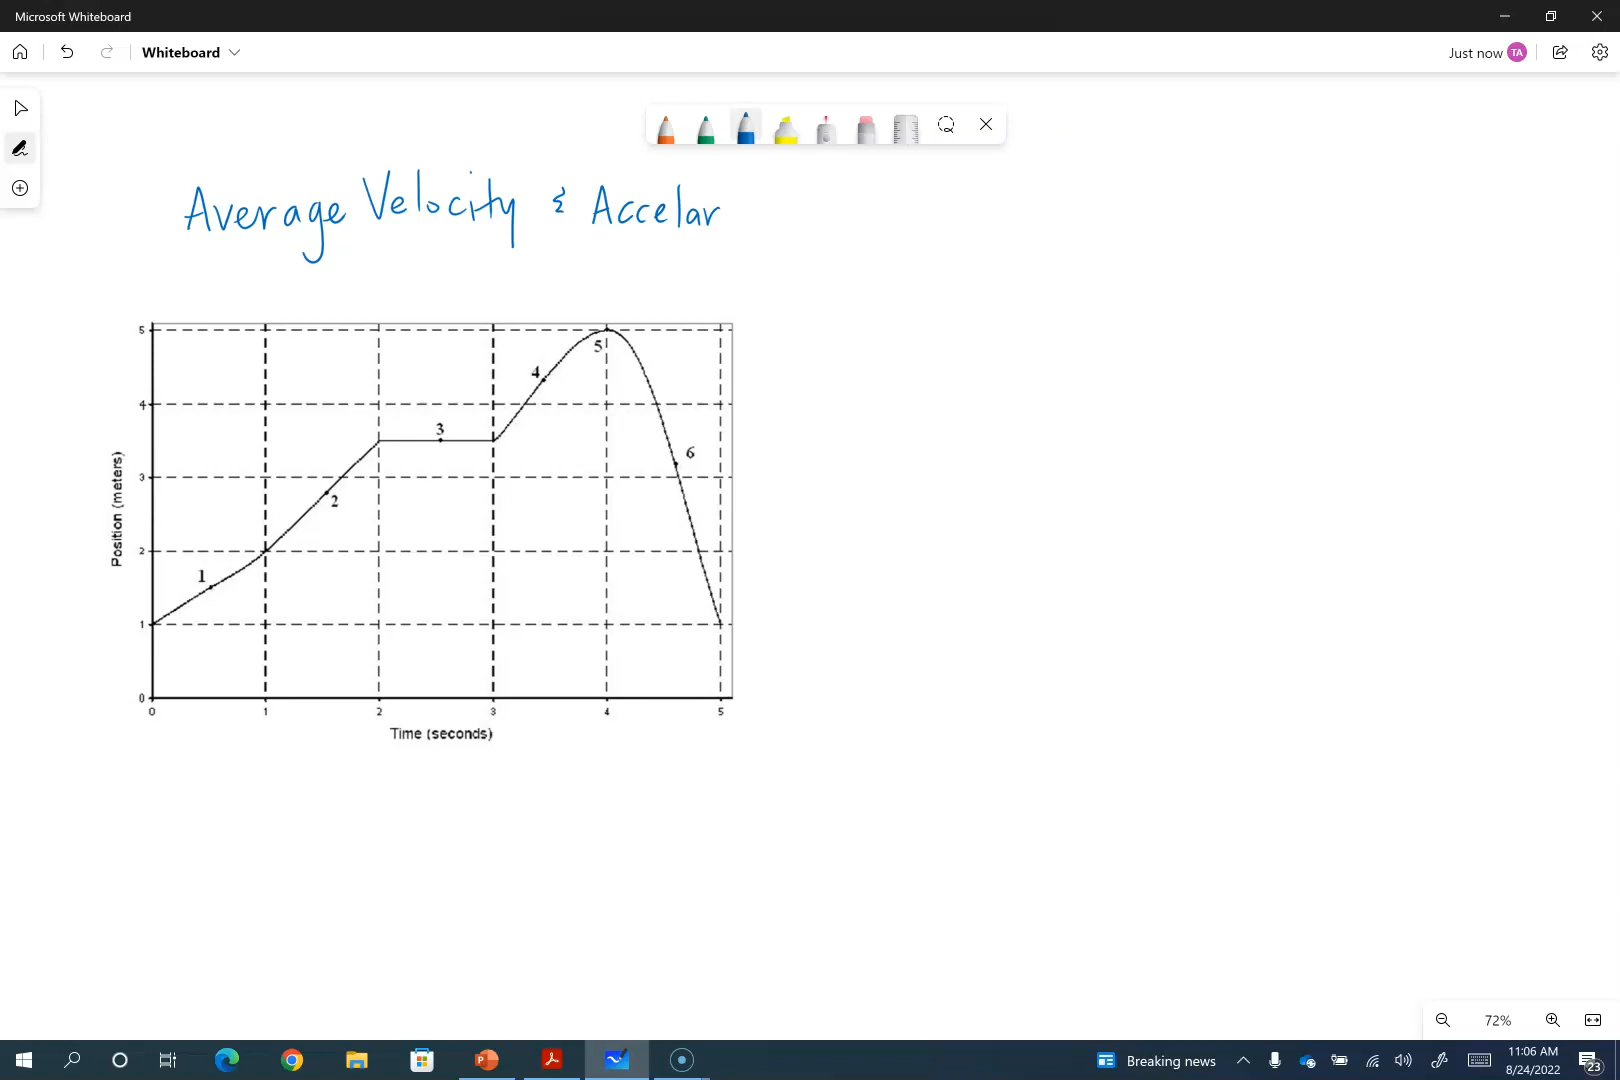 Microsoft Whiteboard
Whiteboard
Just now TA
Average Velocity & Accelar
5
4
3
2
1
0
Position (meters)
1
2
3
4
5
6
0 1 2 3 4 5
Time (seconds)
72%
Breaking news
11:06 AM
8/24/2022
23